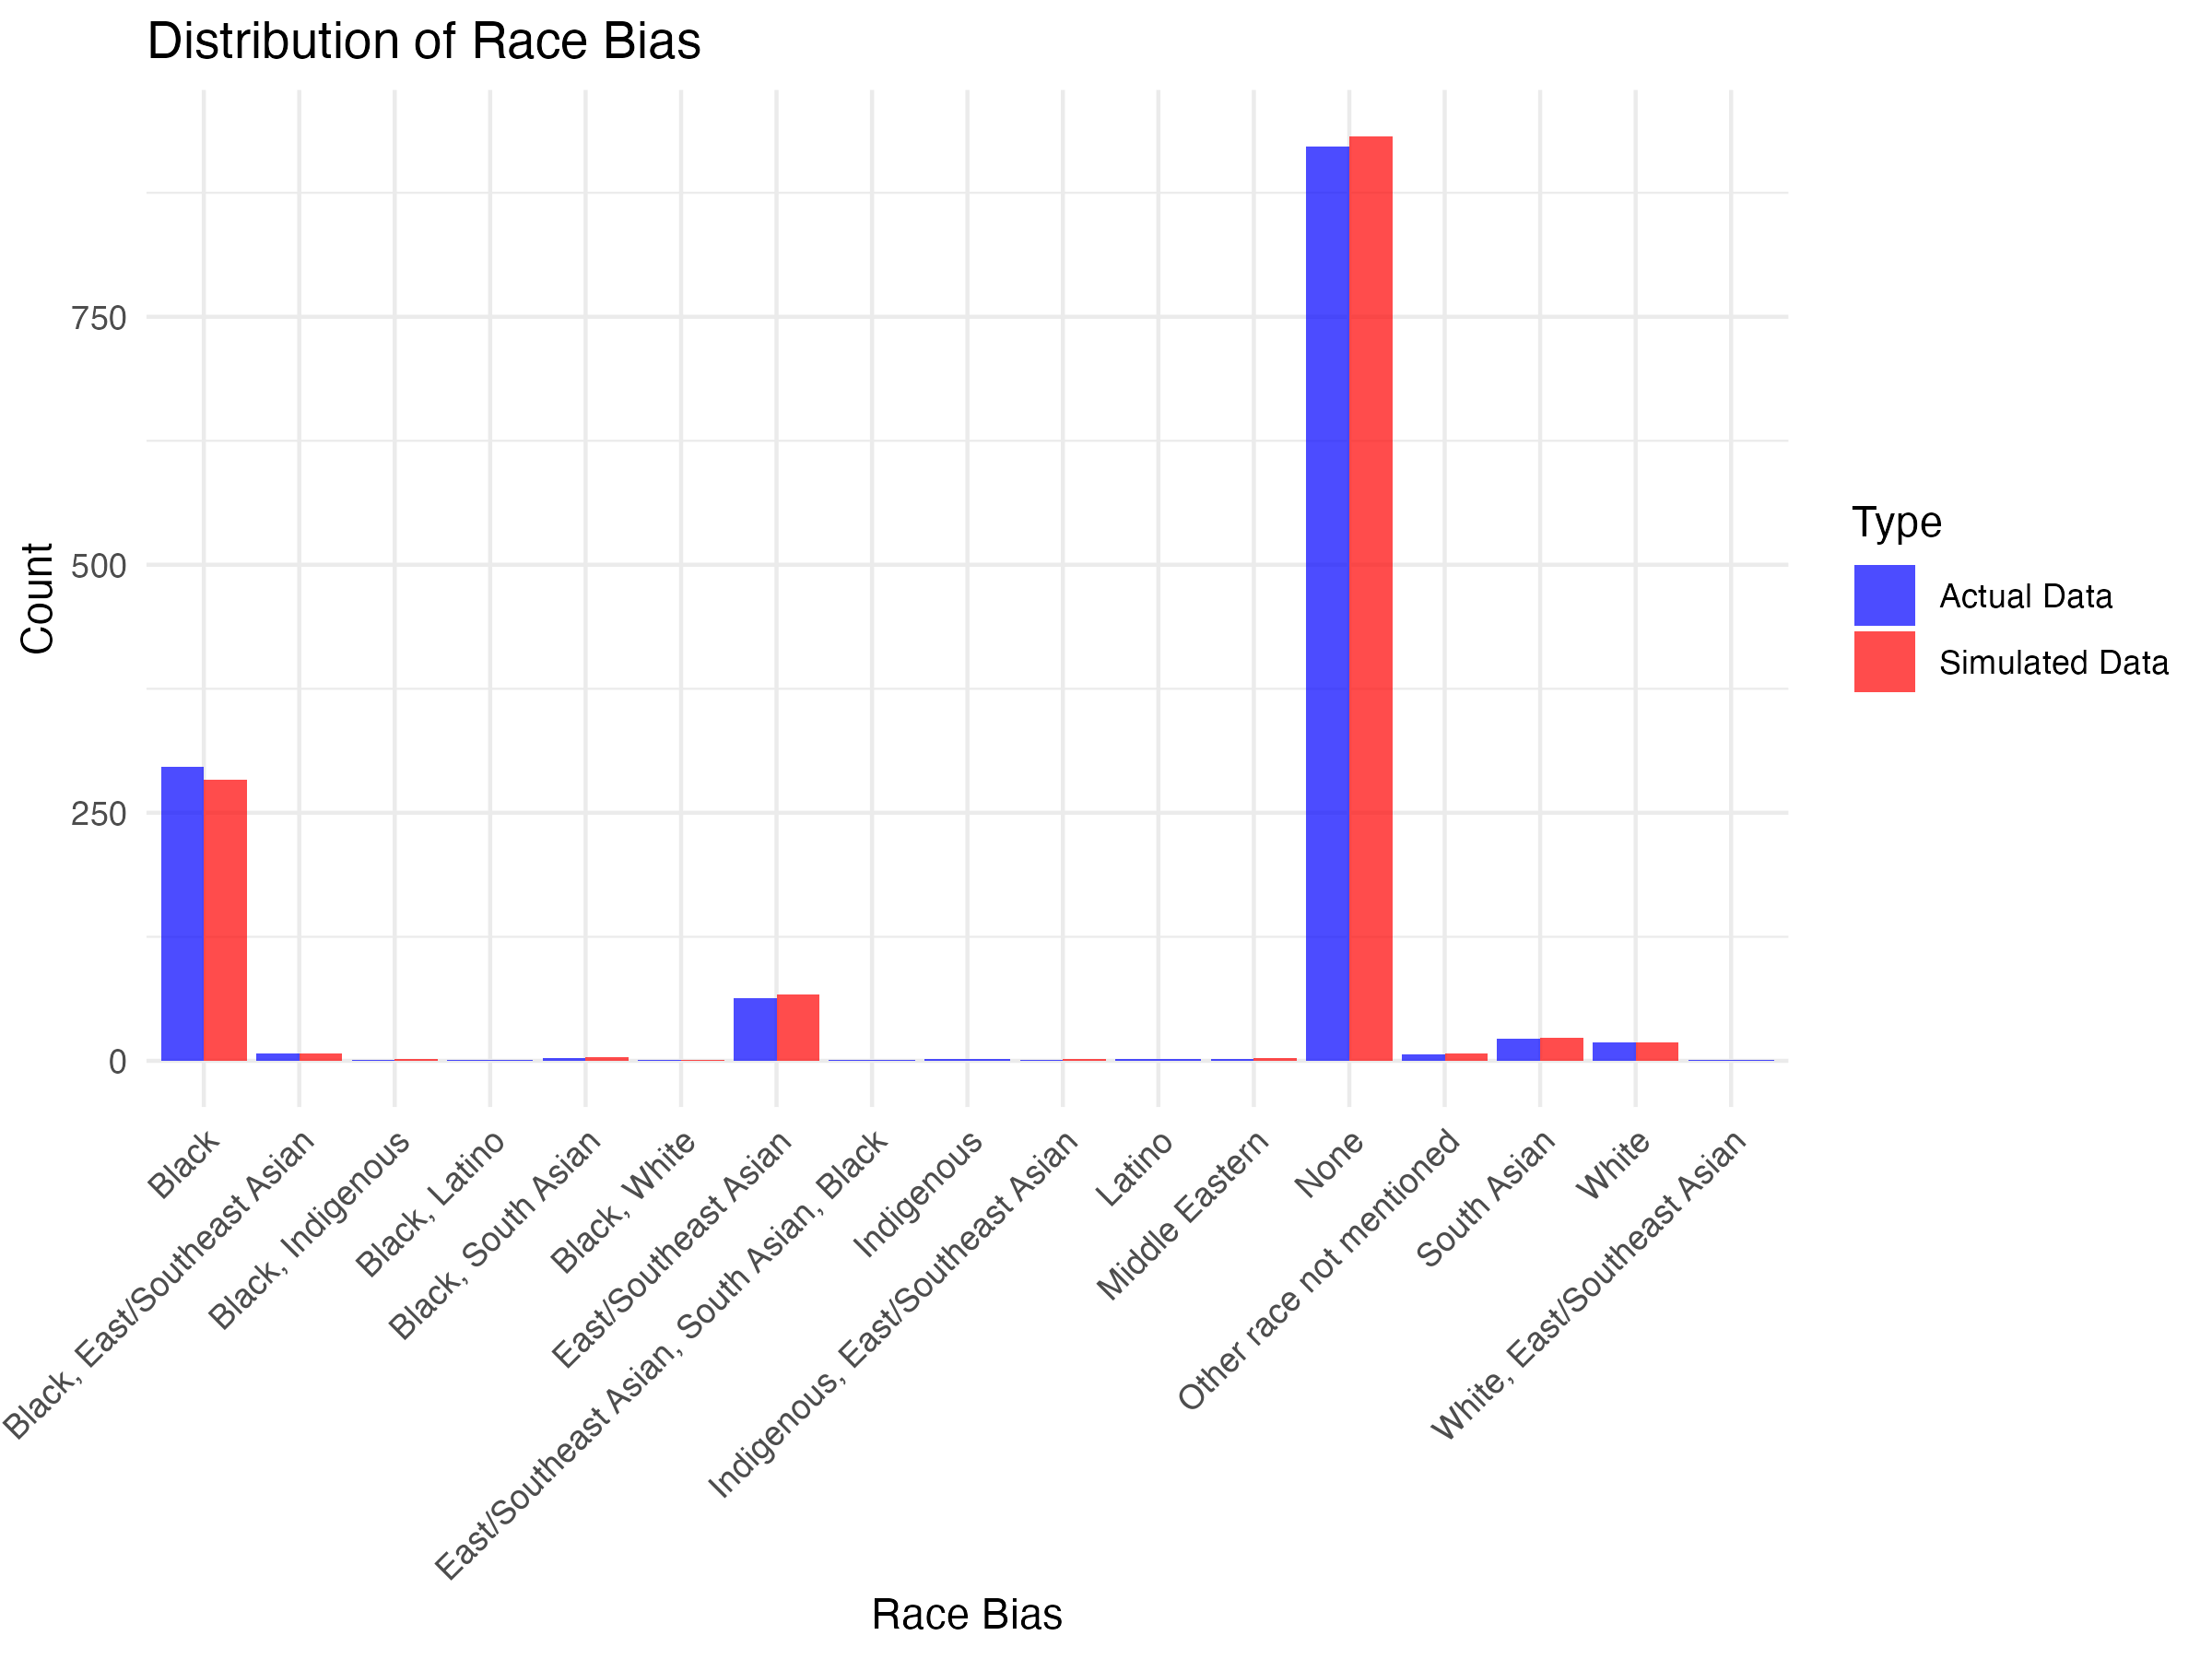 Distribution of Race Bias
Count
750
500
250
0
Black
Black, East/Southeast Asian
Black, Indigenous
Black, Latino
Black, South Asian
Black, White
East/Southeast Asian
East/Southeast Asian, South Asian, Black
Indigenous
Indigenous, East/Southeast Asian
Latino
Middle Eastern
None
Other race not mentioned
South Asian
White
White, East/Southeast Asian
Race Bias
Type
Actual Data
Simulated Data